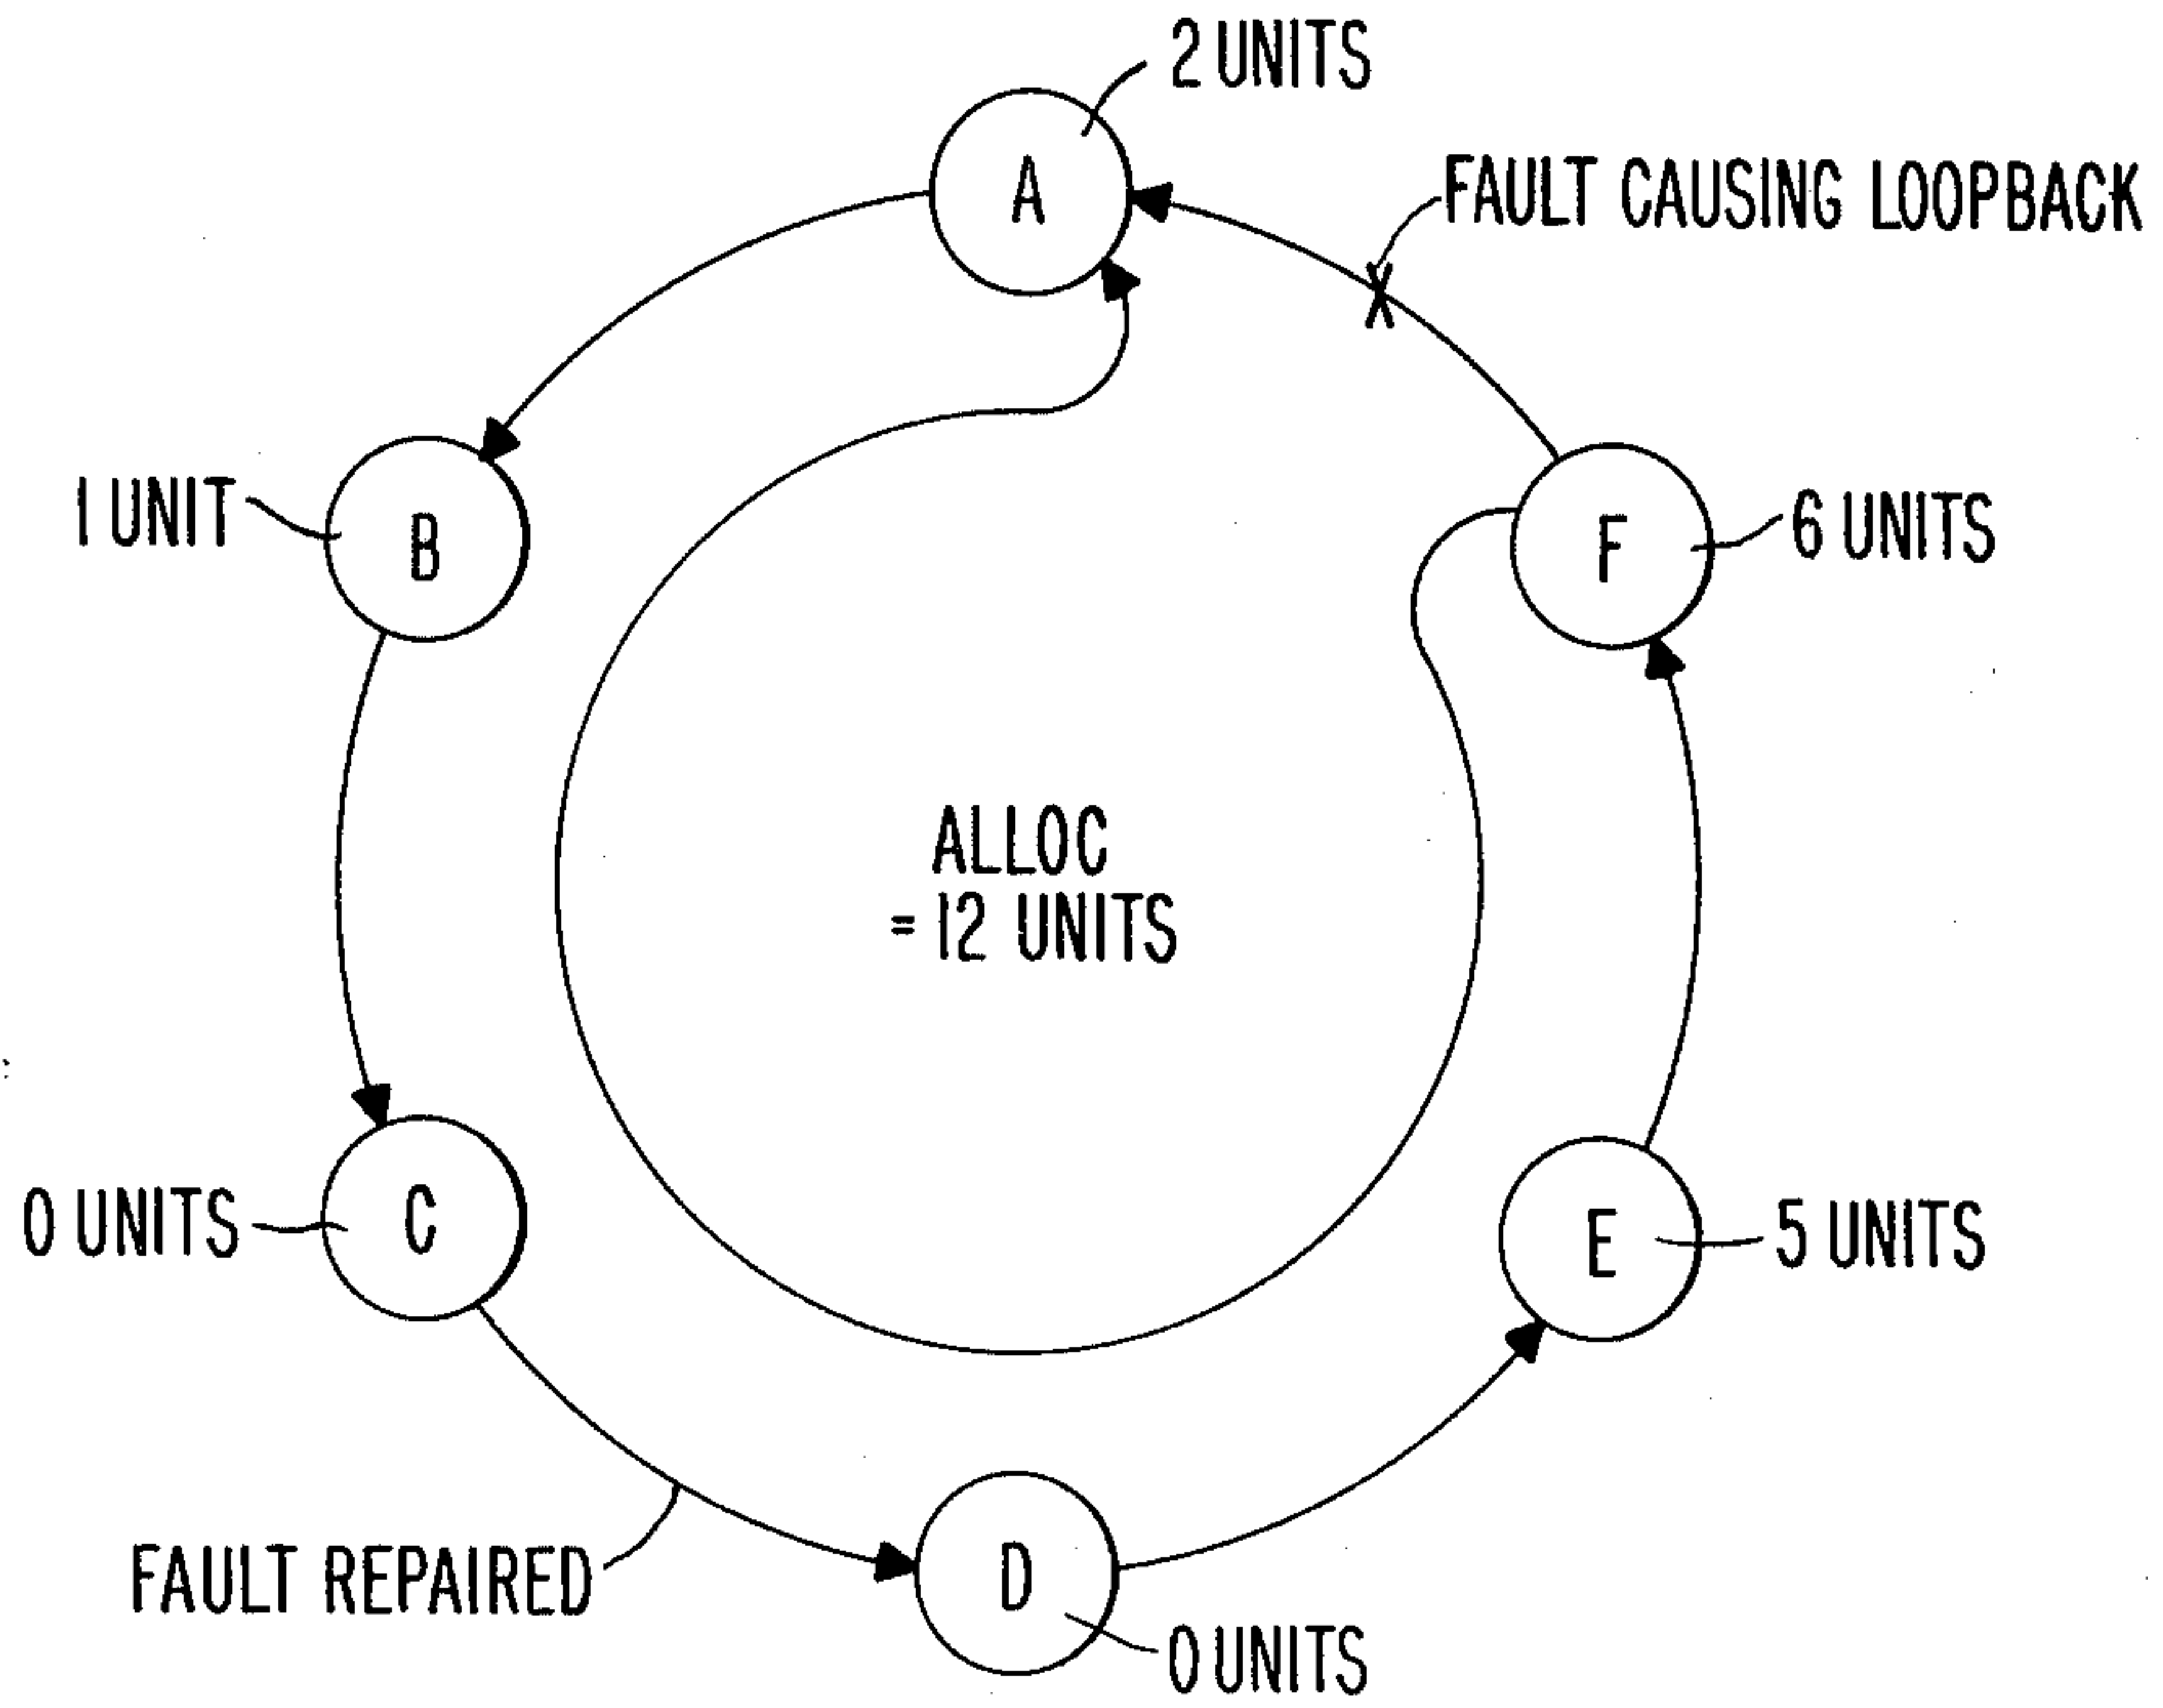 2 UNITS
A
FAULT CAUSING LOOPBACK
1 UNIT
B
F
6 UNITS
ALLOC
= 12 UNITS
0 UNITS
C
E
5 UNITS
FAULT REPAIRED
D
0 UNITS